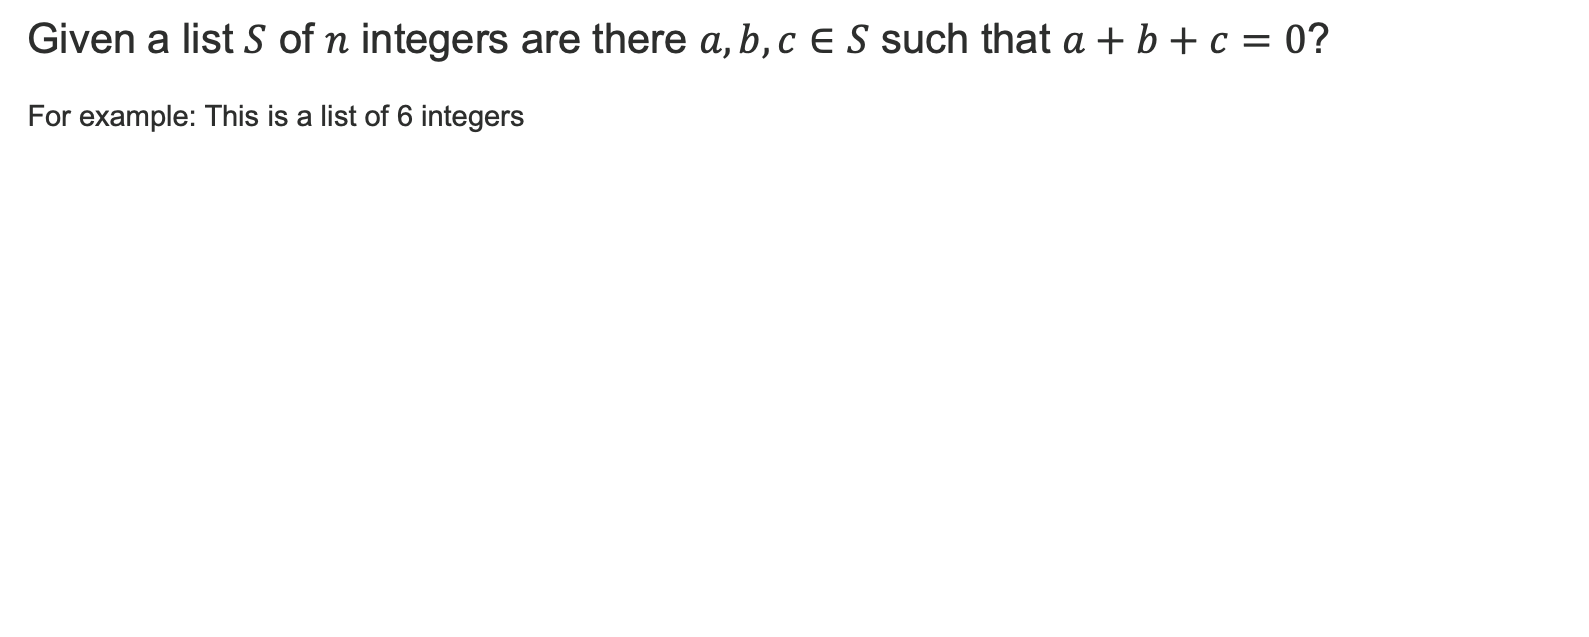 Given a list S of n integers are there a, b, c ∈ S such that a + b + c = 0?
For example: This is a list of 6 integers